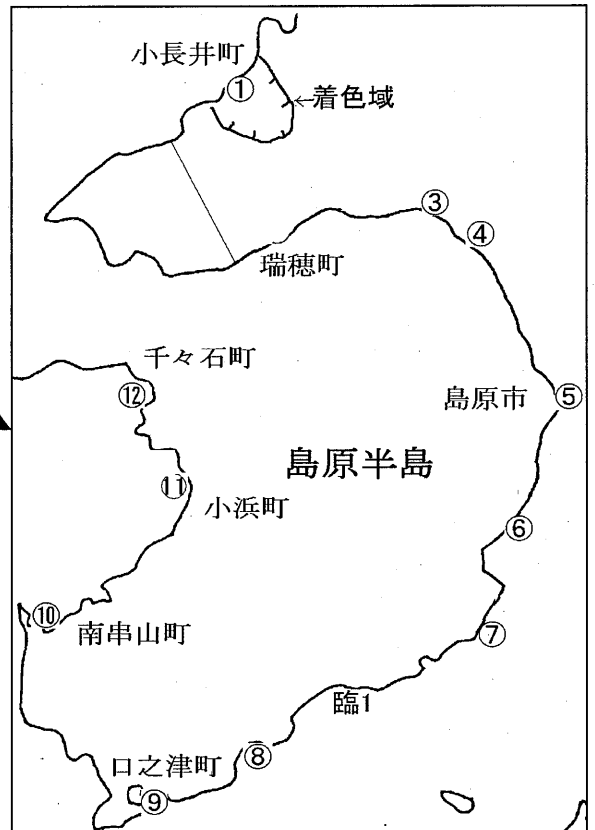 小長井町
①
←着色域
③
④
瑞穂町
千々石町
⑫
島原市
⑤
島原半島
⑪
小浜町
⑥
⑩
南串山町
⑦
臨1
⑧
口之津町
⑨